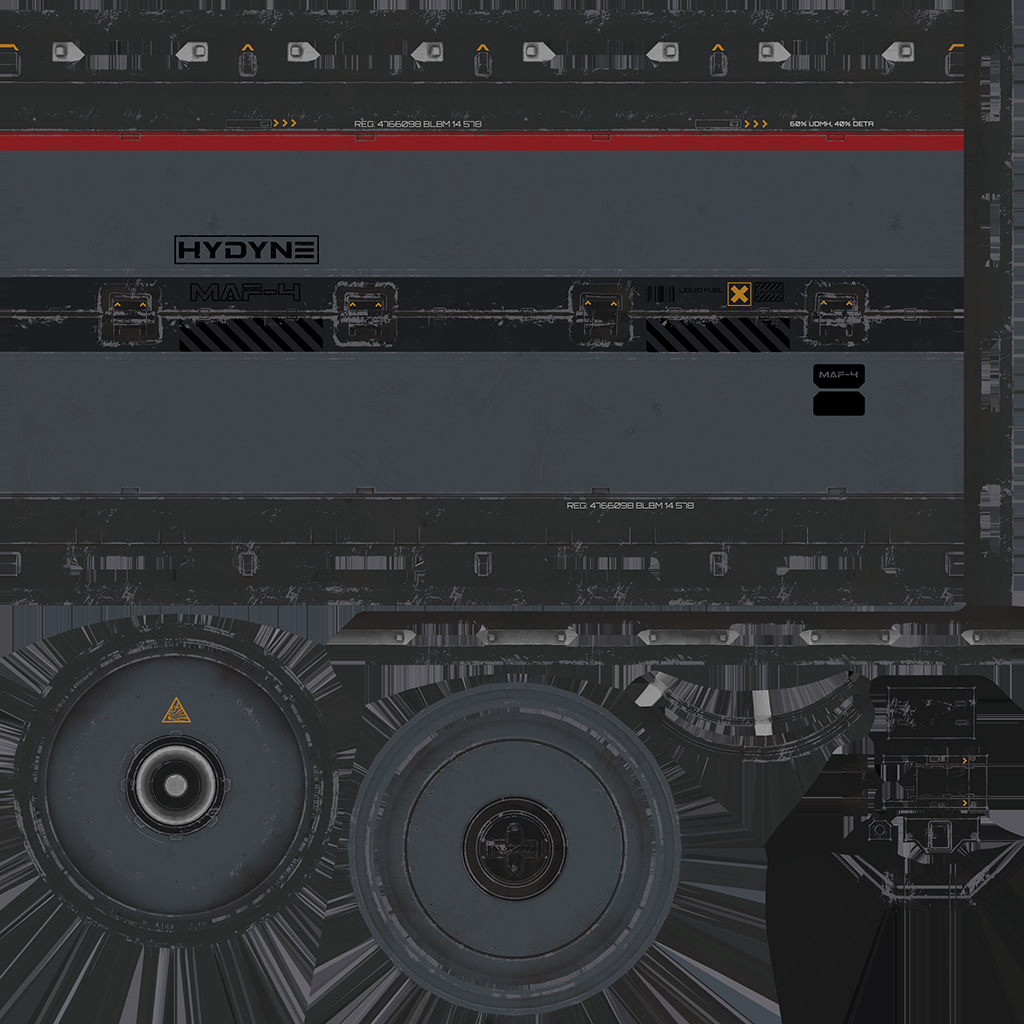 REG: 4766098 BLBM 14 578
60% UDMH, 40% DETA
HYDYNE
MAF-4
LIQUID FUEL
MAF-4
REG: 4766098 BLBM 14 578